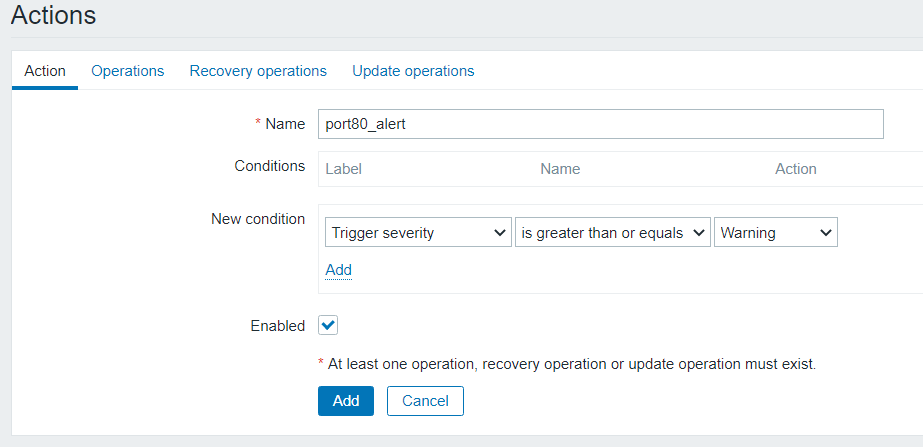 Actions
Action Operations Recovery operations Update operations
* Name port80_alert
Conditions Label Name Action
New condition
Trigger severity is greater than or equals Warning
Add
Enabled
* At least one operation, recovery operation or update operation must exist.
Add Cancel